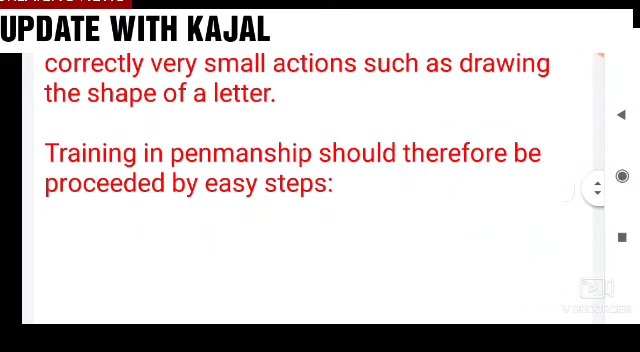 UPDATE WITH KAJAL
correctly very small actions such as drawing
the shape of a letter.
Training in penmanship should therefore be
proceeded by easy steps:
V RECORDER